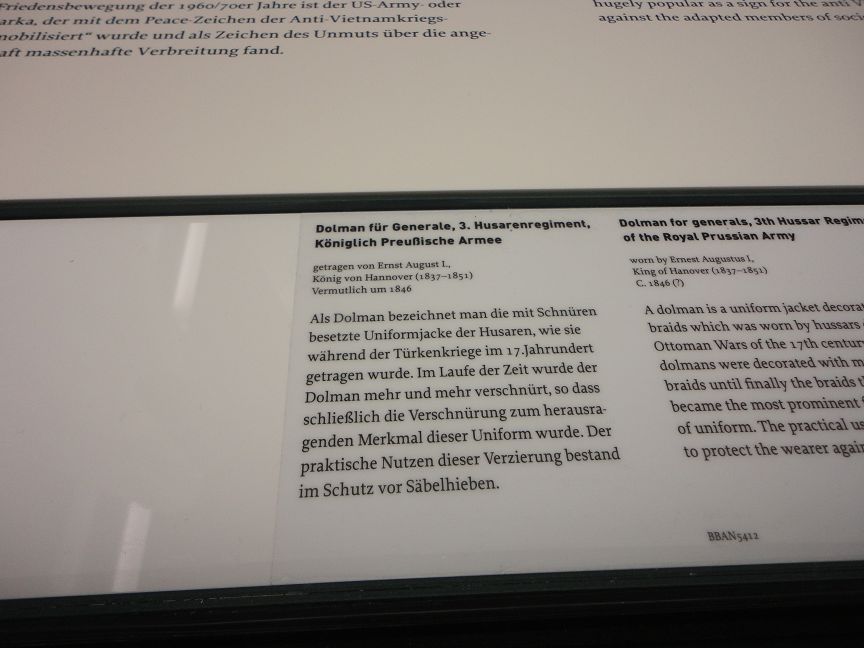 Friedensbewegung der 1960/70er Jahre ist der US-Army- oder
arka, der mit dem Peace-Zeichen der Anti-Vietnamkriegs-
mobilisiert" wurde und als Zeichen des Unmuts über die ange-
aft massenhafte Verbreitung fand.
hugely popular as a sign for the anti V
against the adapted members of soci
Dolman für Generale, 3. Husarenregiment,
Königlich Preußische Armee
getragen von Ernst August I.,
König von Hannover (1837–1851)
Vermutlich um 1846
Als Dolman bezeichnet man die mit Schnüren
besetzte Uniformjacke der Husaren, wie sie
während der Türkenkriege im 17.Jahrundert
getragen wurde. Im Laufe der Zeit wurde der
Dolman mehr und mehr verschnürt, so dass
schließlich die Verschnürung zum herausra-
genden Merkmal dieser Uniform wurde. Der
praktische Nutzen dieser Verzierung bestand
im Schutz vor Säbelhieben.
Dolman for generals, 3th Hussar Regim
of the Royal Prussian Army
worn by Ernest Augustus I,
King of Hanover (1837–1851)
C. 1846 (?)
A dolman is a uniform jacket decorat
braids which was worn by hussars
Ottoman Wars of the 17th centur
dolmans were decorated with m
braids until finally the braids t
became the most prominent
of uniform. The practical us
to protect the wearer again
BBAN5412